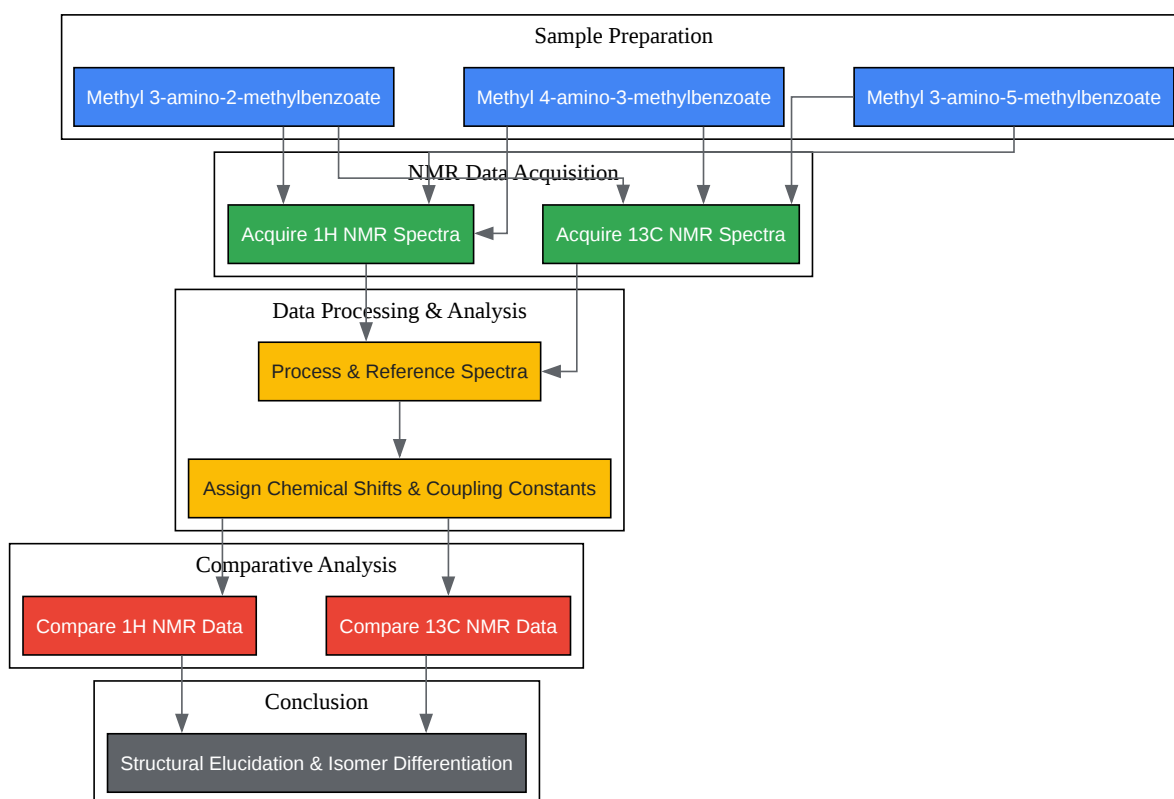 Sample Preparation
Methyl 3-amino-2-methylbenzoate
Methyl 4-amino-3-methylbenzoate
Methyl 3-amino-5-methylbenzoate
NMR Data Acquisition
Acquire 1H NMR Spectra
Acquire 13C NMR Spectra
Data Processing & Analysis
Process & Reference Spectra
Assign Chemical Shifts & Coupling Constants
Comparative Analysis
Compare 1H NMR Data
Compare 13C NMR Data
Conclusion
Structural Elucidation & Isomer Differentiation